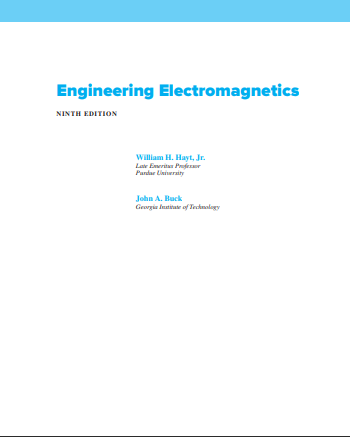 Engineering Electromagnetics
NINTH EDITION
William H. Hayt, Jr.
Late Emeritus Professor
Purdue University
John A. Buck
Georgia Institute of Technology